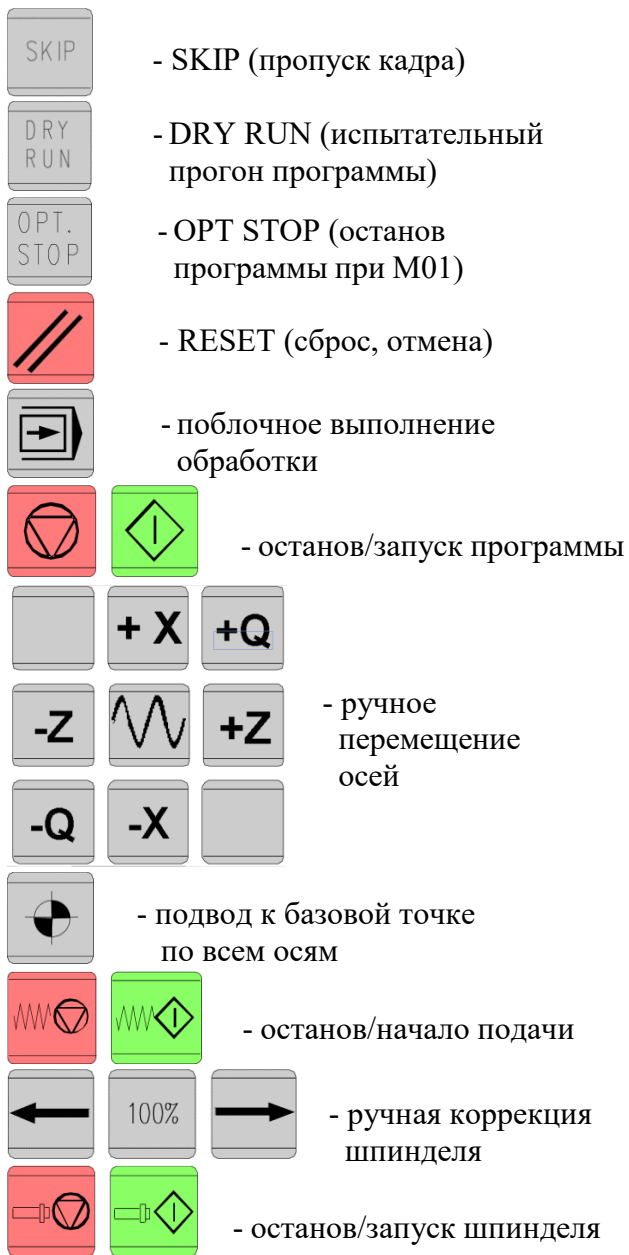 SKIP
- SKIP (пропуск кадра)
DRY
RUN
- DRY RUN (испытательный
прогон программы)
OPT.
STOP
- OPT STOP (останов
программы при М01)
- RESET (сброс, отмена)
- поблочное выполнение
обработки
- останов/запуск программы
+ X +Q
-Z +Z
-Q -X
- ручное
перемещение
осей
- подвод к базовой точке
по всем осям
- останов/начало подачи
100%
- ручная коррекция
шпинделя
- останов/запуск шпинделя